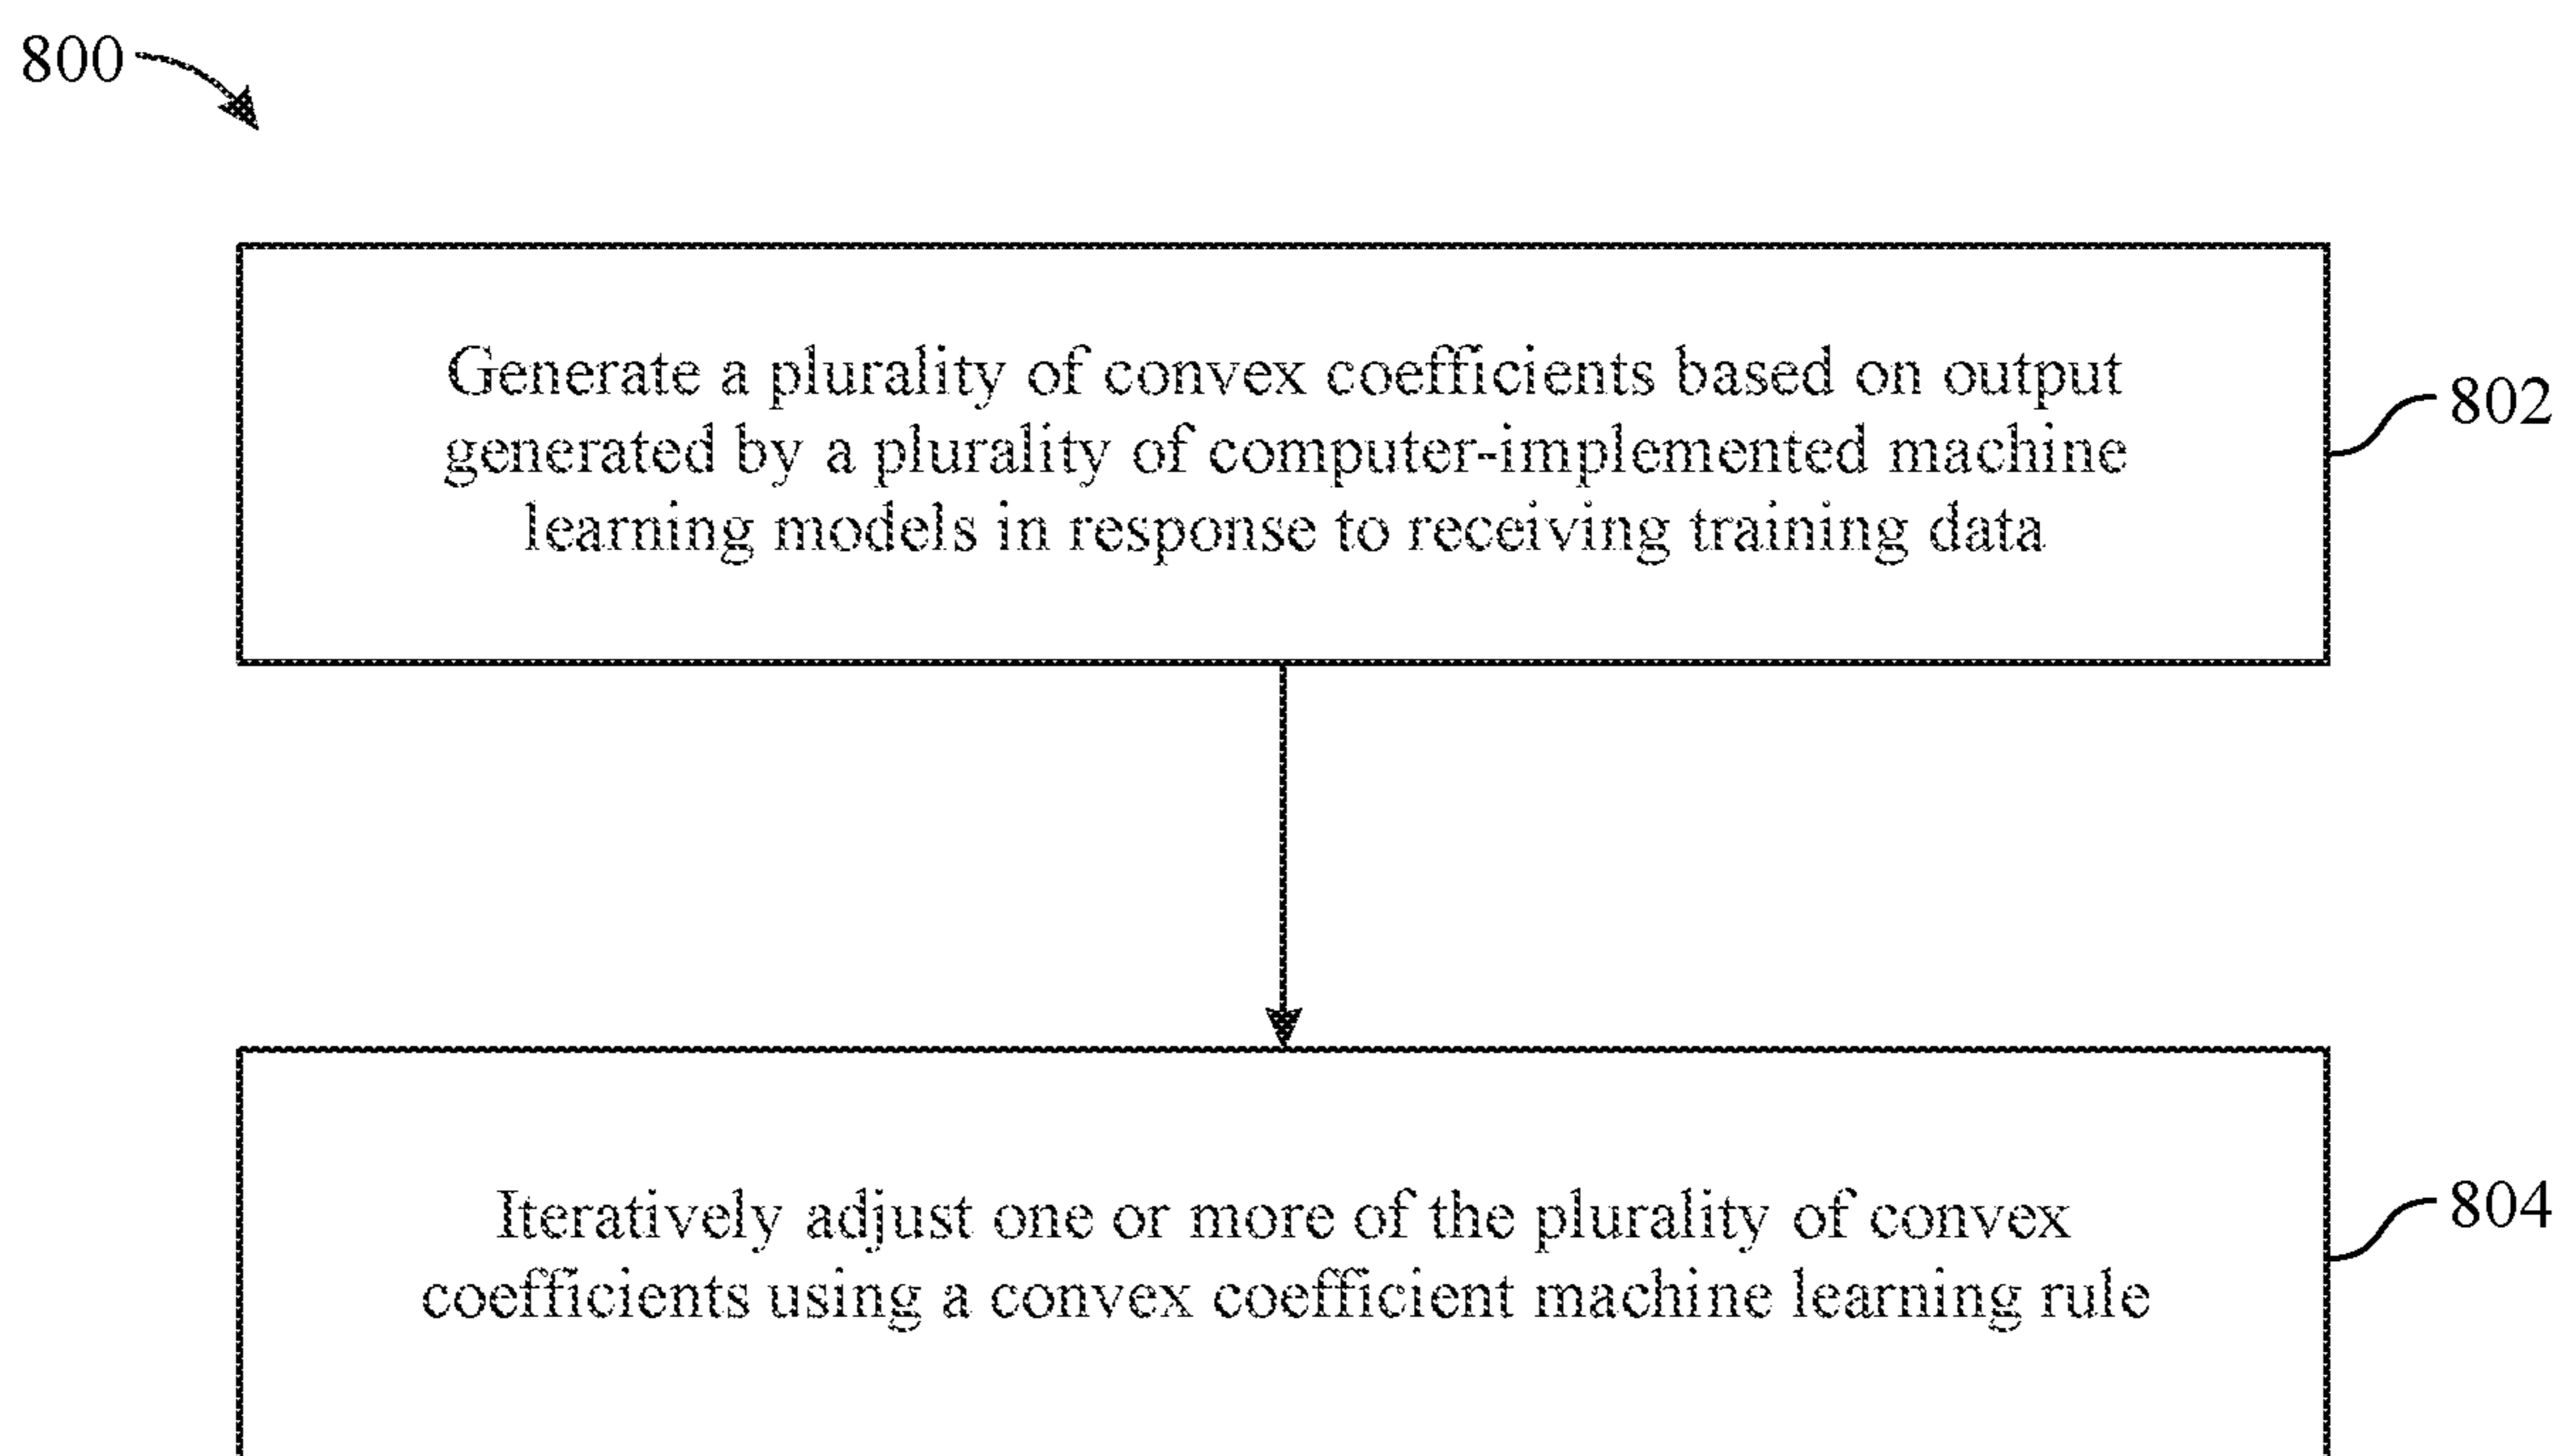 800
Generate a plurality of convex coefficients based on output
generated by a plurality of computer-implemented machine
learning models in response to receiving training data
802
Iteratively adjust one or more of the plurality of convex
coefficients using a convex coefficient machine learning rule
804